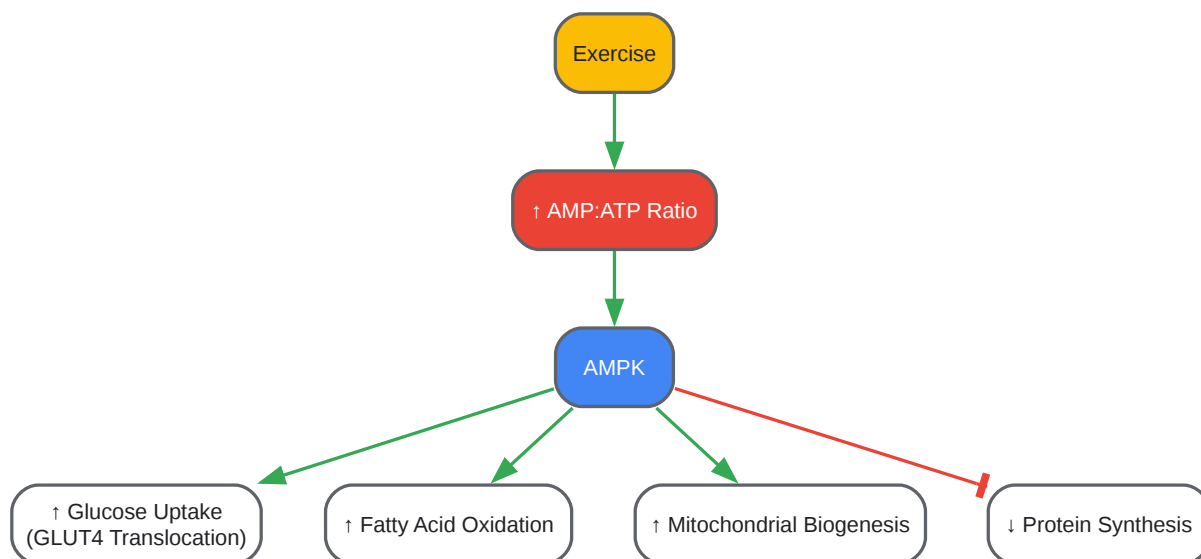 Exercise
↑ AMP:ATP Ratio
AMPK
↑ Glucose Uptake
(GLUT4 Translocation)
↑ Fatty Acid Oxidation
↑ Mitochondrial Biogenesis
↓ Protein Synthesis